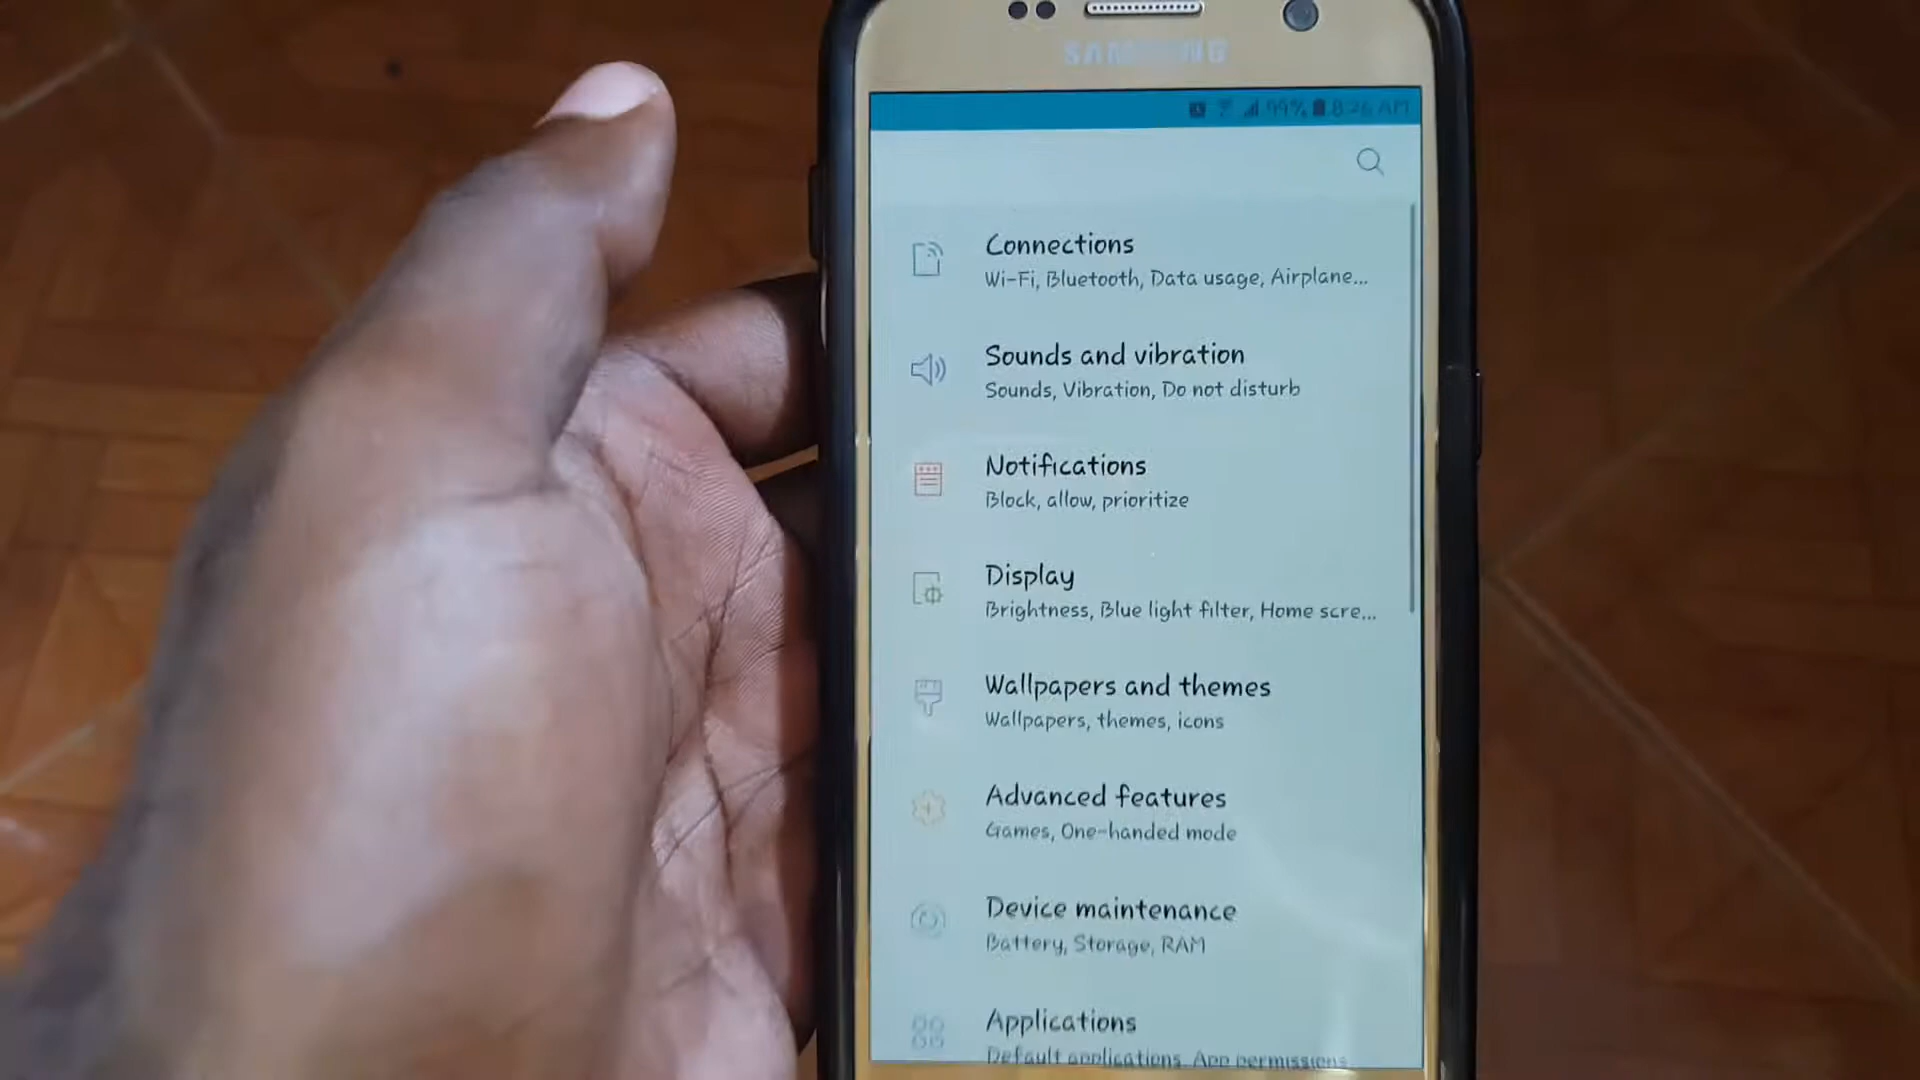 SAMSUNG
99% 8:26 AM
Connections
Wi-Fi, Bluetooth, Data usage, Airplane...
Sounds and vibration
Sounds, Vibration, Do not disturb
Notifications
Block, allow, prioritize
Display
Brightness, Blue light filter, Home scre...
Wallpapers and themes
Wallpapers, themes, icons
Advanced features
Games, One-handed mode
Device maintenance
Battery, Storage, RAM
Applications
Default applications, App permissions